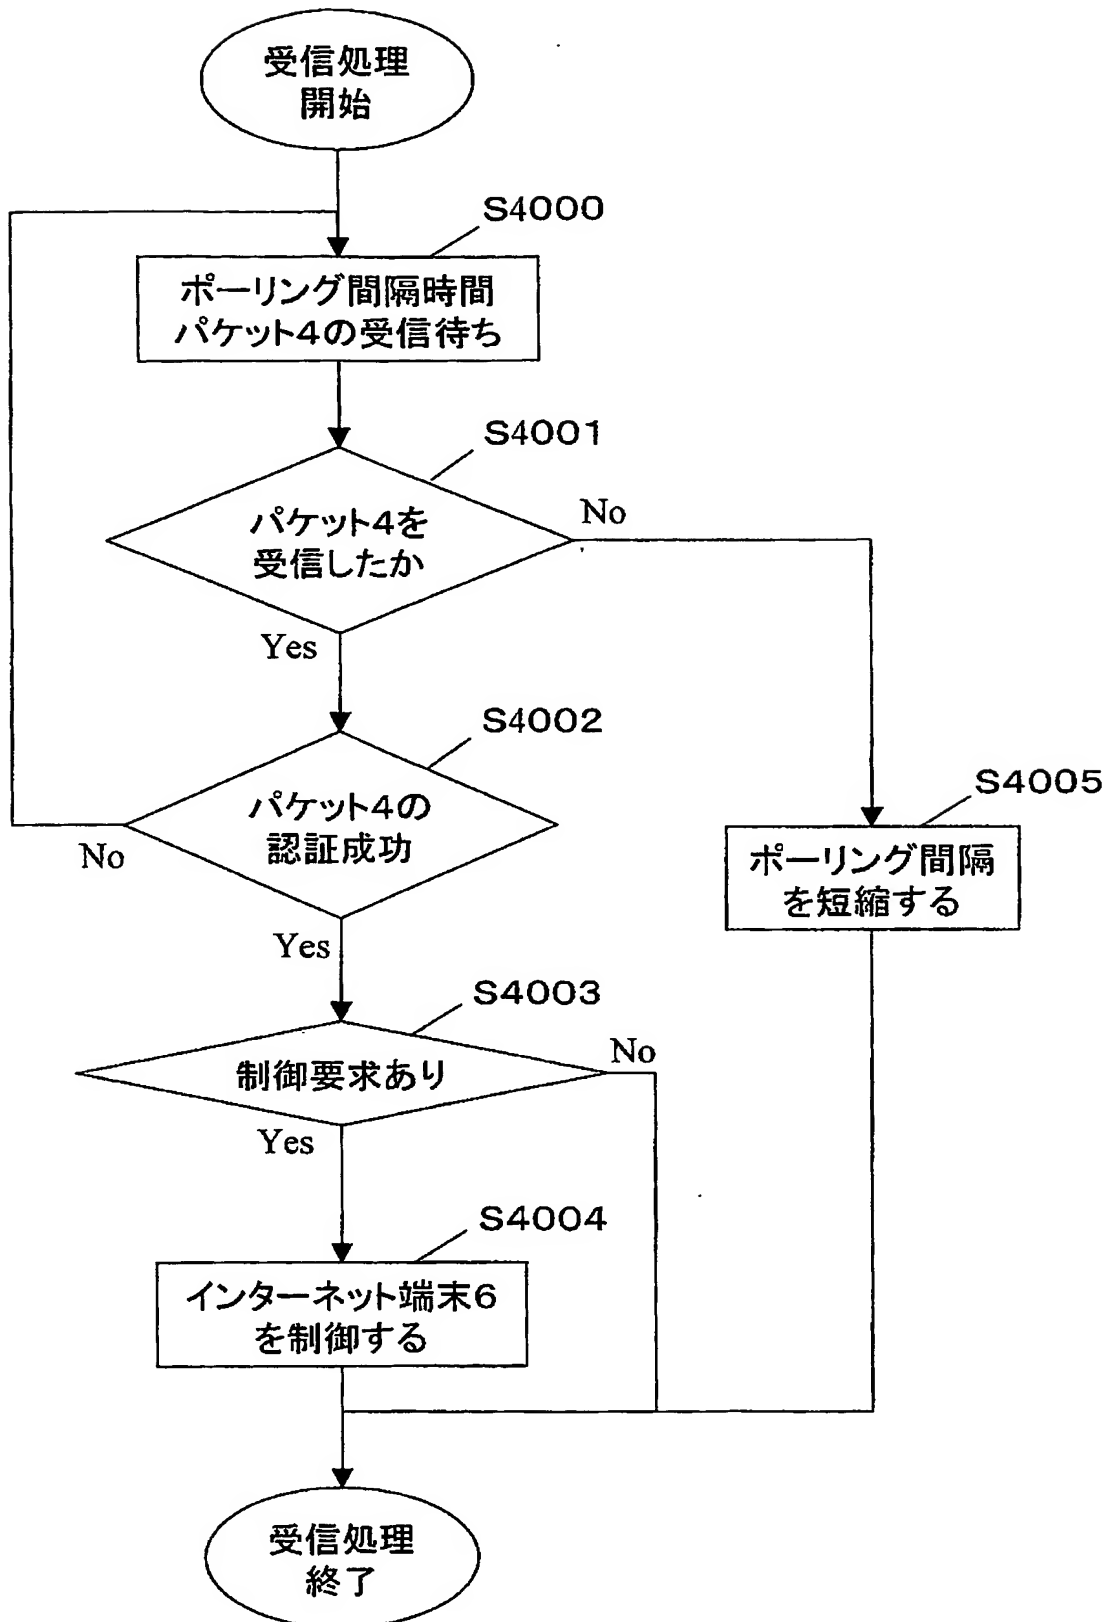 受信処理
開始
S4000
ポーリング間隔時間
パケット4の受信待ち
S4001
パケット4を
受信したか
No
Yes
S4002
パケット4の
認証成功
No
Yes
S4005
ポーリング間隔
を短縮する
S4003
制御要求あり
No
Yes
S4004
インターネット端末6
を制御する
受信処理
終了